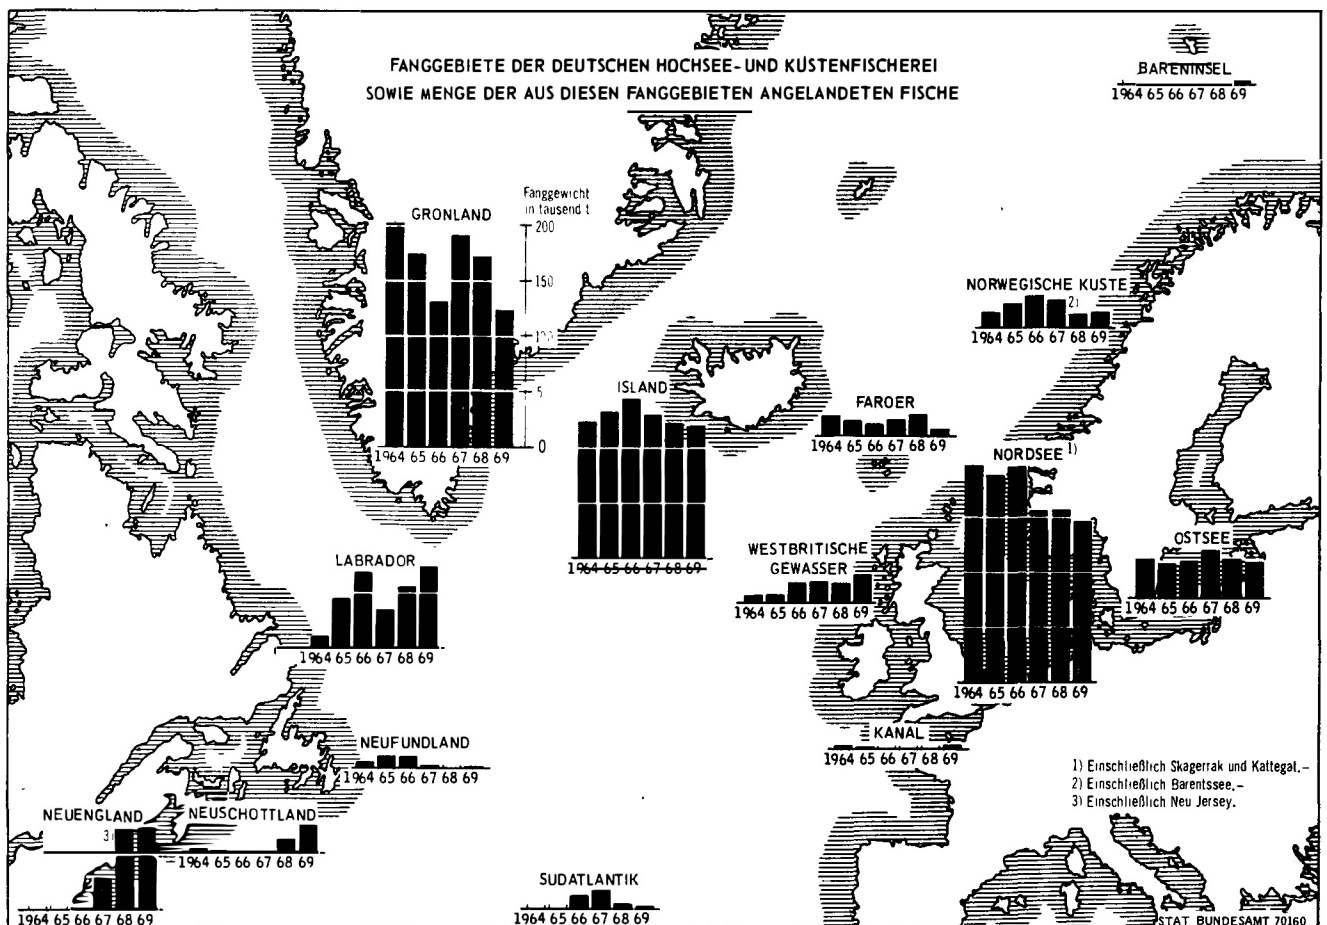 FANGGEBIETE DER DEUTSCHEN HOCHSEE- UND KÜSTENFISCHEREI
SOWIE MENGE DER AUS DIESEN FANGGEBIETEN ANGELANDETEN FISCHE
BÄRENINSEL
1964 65 66 67 68 69
Fanggewicht
in tausend t
GRONLAND
200
150
100
5
0
1964 65 66 67 68 69
NORWEGISCHE KUSTE
2)
1964 65 66 67 68 69
ISLAND
1964 65 66 67 68 69
FAROER
1964 65 66 67 68 69
NORDSEE 1)
1964 65 66 67 68 69
OSTSEE
1964 65 66 67 68 69
WESTBRITISCHE
GEWASSER
1964 65 66 67 68 69
LABRADOR
1964 65 66 67 68 69
KANAL
1964 65 66 67 68 69
NEUFUNDLAND
1964 65 66 67 68 69
NEUENGLAND
3)
1964 65 66 67 68 69
NEUSCHOTTLAND
1964 65 66 67 68 69
SUDATLANTIK
1964 65 66 67 68 69
1) Einschließlich Skagerrak und Kattegat.–
2) Einschließlich Barentssee.–
3) Einschließlich Neu Jersey.
STAT BUNDESAMT 70160